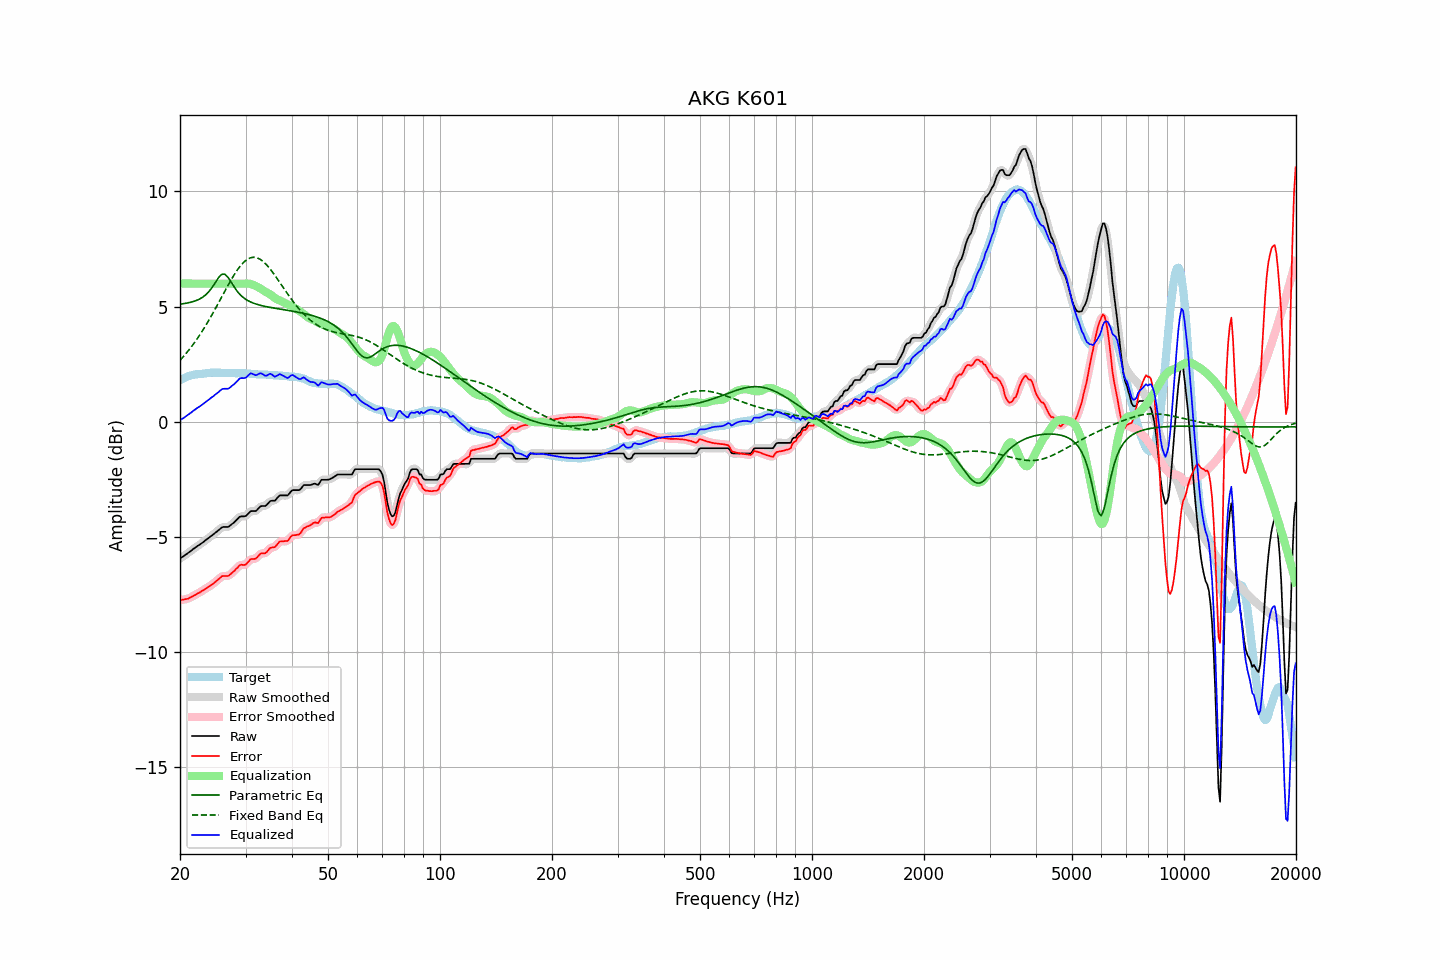 AKG K601
Amplitude (dBr)
10
5
0
−5
−10
−15
Target
Raw Smoothed
Error Smoothed
Raw
Error
Equalization
Parametric Eq
Fixed Band Eq
Equalized
20 50 100 200 500 1000 2000 5000 10000 20000
Frequency (Hz)